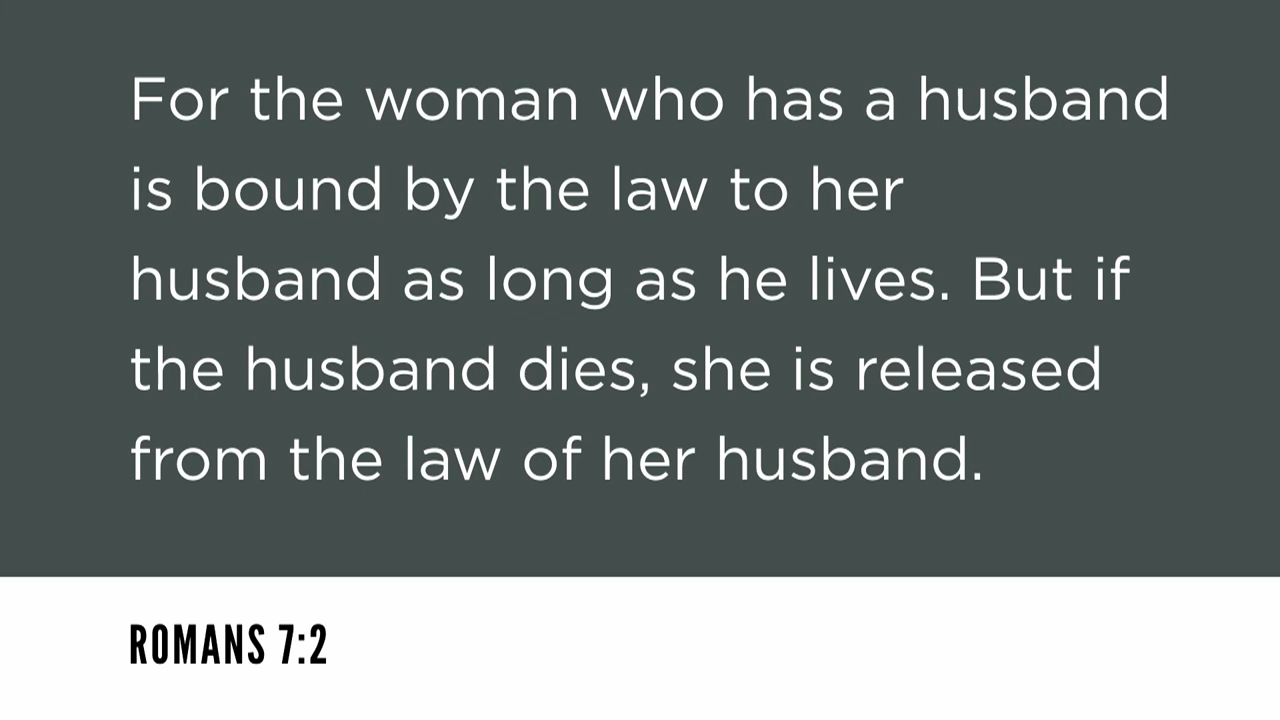 For the woman who has a husband
is bound by the law to her
husband as long as he lives. But if
the husband dies, she is released
from the law of her husband.
ROMANS 7:2